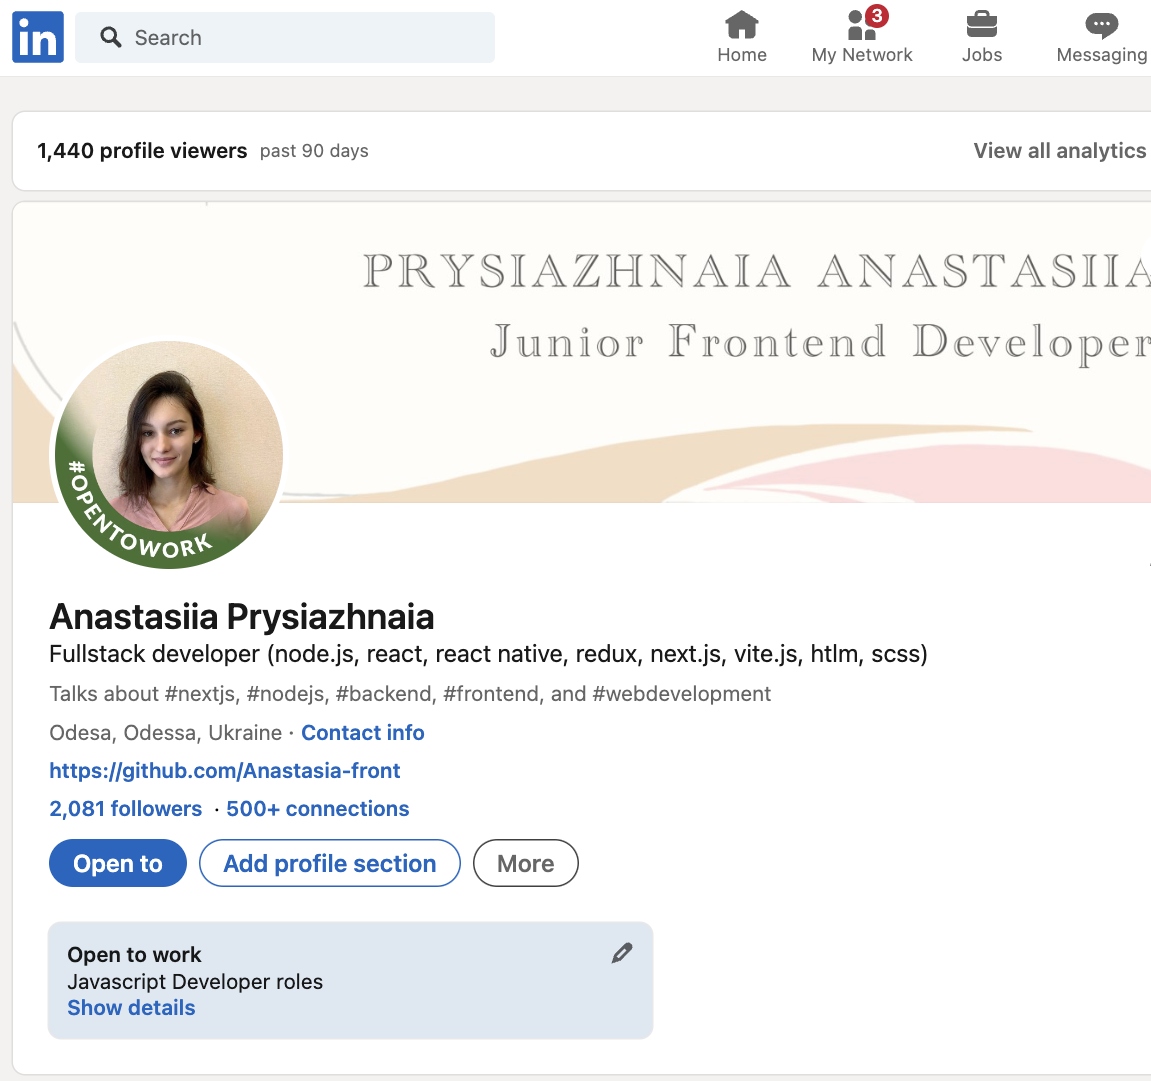 in
Search
Home
My Network
3
Jobs
Messaging
1,440 profile viewers past 90 days
View all analytics
PRYSIAZHNAIA ANASTASIIA
Junior Frontend Developer
#OPENTOWORK
Anastasiia Prysiazhnaia
Fullstack developer (node.js, react, react native, redux, next.js, vite.js, htlm, scss)
Talks about #nextjs, #nodejs, #backend, #frontend, and #webdevelopment
Odesa, Odessa, Ukraine · Contact info
https://github.com/Anastasia-front
2,081 followers · 500+ connections
Open to
Add profile section
More
Open to work
Javascript Developer roles
Show details